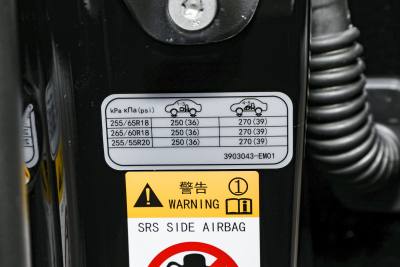 kPa кПа(psi)
255/65R18 250(36) 270(39)
265/60R18 250(36) 270(39)
255/55R20 250(36) 270(39)
3903043-EM01
警告 ①
WARNING
SRS SIDE AIRBAG